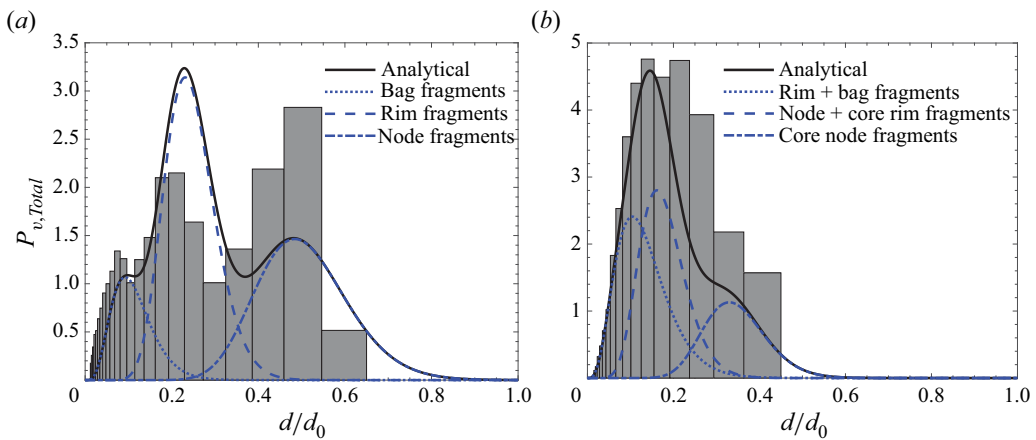 (a)
3.5
3.0
2.5
2.0
1.5
1.0
0.5
0
0.2
0.4
0.6
0.8
1.0
P_{v,Total}
d/d_0
Analytical
Bag fragments
Rim fragments
Node fragments
(b)
5
4
3
2
1
0
0.2
0.4
0.6
0.8
1.0
d/d_0
Analytical
Rim + bag fragments
Node + core rim fragments
Core node fragments